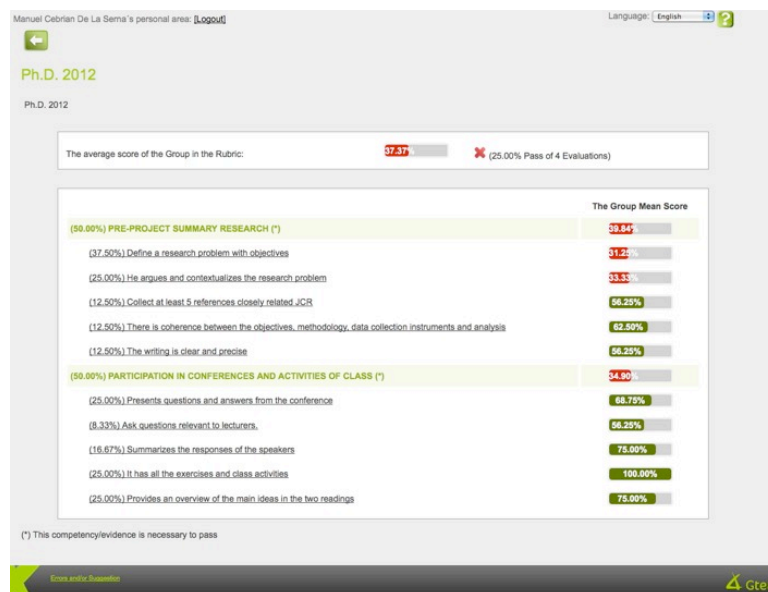 Manuel Cebrian De La Serna´s personal area: [Logout]
Language: English
?
Ph.D. 2012
Ph.D. 2012
The average score of the Group in the Rubric: 37.37% (25.00% Pass of 4 Evaluations)
The Group Mean Score
(50.00%) PRE-PROJECT SUMMARY RESEARCH (*) 39.84%
(37.50%) Define a research problem with objectives 31.25%
(25.00%) He argues and contextualizes the research problem 33.33%
(12.50%) Collect at least 5 references closely related JCR 56.25%
(12.50%) There is coherence between the objectives, methodology, data collection instruments and analysis 62.50%
(12.50%) The writing is clear and precise 56.25%
(50.00%) PARTICIPATION IN CONFERENCES AND ACTIVITIES OF CLASS (*) 34.90%
(25.00%) Presents questions and answers from the conference 68.75%
(8.33%) Ask questions relevant to lecturers. 56.25%
(16.67%) Summarizes the responses of the speakers 75.00%
(25.00%) It has all the exercises and class activities 100.00%
(25.00%) Provides an overview of the main ideas in the two readings 75.00%
(*) This competency/evidence is necessary to pass
Errors and/or Suggestion
Gte